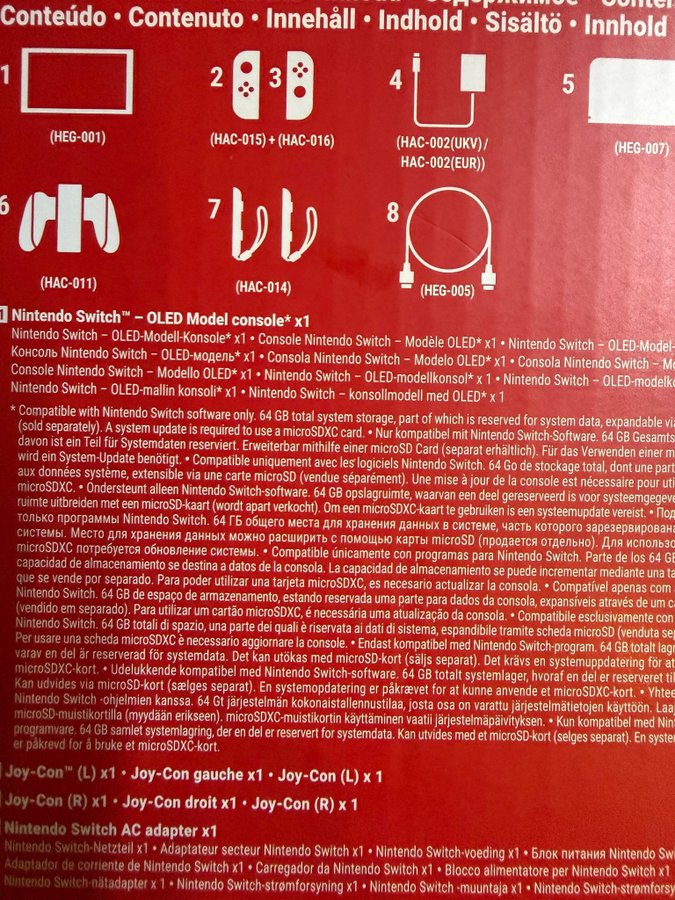 Conteúdo • Contenuto • Innehåll • Indhold • Sisältö • Innhold
1 2 3 4 5
(HEG-001) (HAC-015) + (HAC-016) (HAC-002(UKV) / (HEG-007)
HAC-002(EUR))
6 7 8
(HAC-011) (HAC-014) (HEG-005)
1 Nintendo Switch™ – OLED Model console* x1
Nintendo Switch – OLED-Modell-Konsole* x1 • Console Nintendo Switch – Modèle OLED* x1 • Nintendo Switch – OLED-Model-
Консоль Nintendo Switch – OLED-модель* x1 • Consola Nintendo Switch – Modelo OLED* x1 • Consola Nintendo Switch –
Console Nintendo Switch – Modello OLED* x1 • Nintendo Switch – OLED-modellkonsol* x 1 • Nintendo Switch –
Nintendo Switch – OLED-mallin konsoli* x1 • Nintendo Switch – konsollmodell med OLED* x 1
* Compatible with Nintendo Switch software only. 64 GB total system storage, part of which is reserved for system data, expandable via
(sold separately). A system update is required to use a microSDXC card. • Nur kompatibel mit Nintendo Switch-Software. 64 GB
davon ist ein Teil für Systemdaten reserviert. Erweiterbar mithilfe einer microSD Card (separat erhältlich). Für das Verwenden einer
wird ein System-Update benötigt. • Compatible uniquement avec les logiciels Nintendo Switch. 64 Go de stockage total, dont une part
aux données système, extensible via une carte microSD (vendue séparément). Une mise à jour de la console est nécessaire pour
microSDXC. • Ondersteunt alleen Nintendo Switch-software. 64 GB opslagruimte, waarvan een deel gereserveerd is voor
ruimte uitbreiden met een microSD-kaart (wordt apart verkocht). Om een microSDXC-kaart te gebruiken is een systeemupdate vereist. •
только программы Nintendo Switch. 64 ГБ общего места для хранения данных в системе, часть которого
системы. Место для хранения данных можно расширить с помощью карты microSD (продается отдельно). Для
microSDXC потребуется обновление системы. • Compatible únicamente con programas para Nintendo Switch. Parte de los 64 GB
capacidad de almacenamiento se destina a datos de la consola. La capacidad de almacenamiento se puede incrementar mediante una
que se vende por separado. Para poder utilizar una tarjeta microSDXC, es necesario actualizar la consola. • Compatível apenas com
Nintendo Switch. 64 GB de espaço de armazenamento, estando reservada uma parte para dados da consola, expansíveis através de um
(vendido em separado). Para utilizar um cartão microSDXC, é necessária uma atualização da consola. • Compatibile esclusivamente con
Nintendo Switch. 64 GB totali di spazio, una parte dei quali è riservata ai dati di sistema, espandibile tramite scheda microSD (venduta
Per usare una scheda microSDXC è necessario aggiornare la console. • Endast kompatibel med Nintendo Switch-program. 64 GB totalt
varav en del är reserverad för systemdata. Det kan utökas med microSD-kort (säljs separat). Det krävs en systemuppdatering för att
microSDXC-kort. • Udelukkende kompatibel med Nintendo Switch-software. 64 GB totalt systemlager, hvoraf en del er reserveret
Kan udvides via microSD-kort (sælges separat). En systemopdatering er påkrævet for at kunne anvende et microSDXC-kort. •
Nintendo Switch -ohjelmien kanssa. 64 Gt järjestelmän kokonaistallennustilaa, josta osa on varattu järjestelmätietojen käyttöön.
microSD-muistikortilla (myydään erikseen). microSDXC-muistikortin käyttäminen vaatii järjestelmäpäivityksen. • Kun kompatibel med
programvare. 64 GB samlet systemlagring, der en del er reservert for systemdata. Kan utvides med et microSD-kort (selges separat). En
er påkrevd for å bruke et microSDXC-kort.
Joy-Con™ (L) x1 • Joy-Con gauche x1 • Joy-Con (L) x 1
Joy-Con (R) x1 • Joy-Con droit x1 • Joy-Con (R) x 1
Nintendo Switch AC adapter x1
Nintendo Switch-Netzteil x1 • Adaptateur secteur Nintendo Switch x1 • Nintendo Switch-voeding x1 • Блок питания Nintendo
Adaptador de corriente de Nintendo Switch x1 • Carregador da Nintendo Switch x1 • Blocco alimentatore per Nintendo Switch x1
Nintendo Switch-nätadapter x 1 • Nintendo Switch-strømforsyning x1 • Nintendo Switch -muuntaja x1 • Nintendo